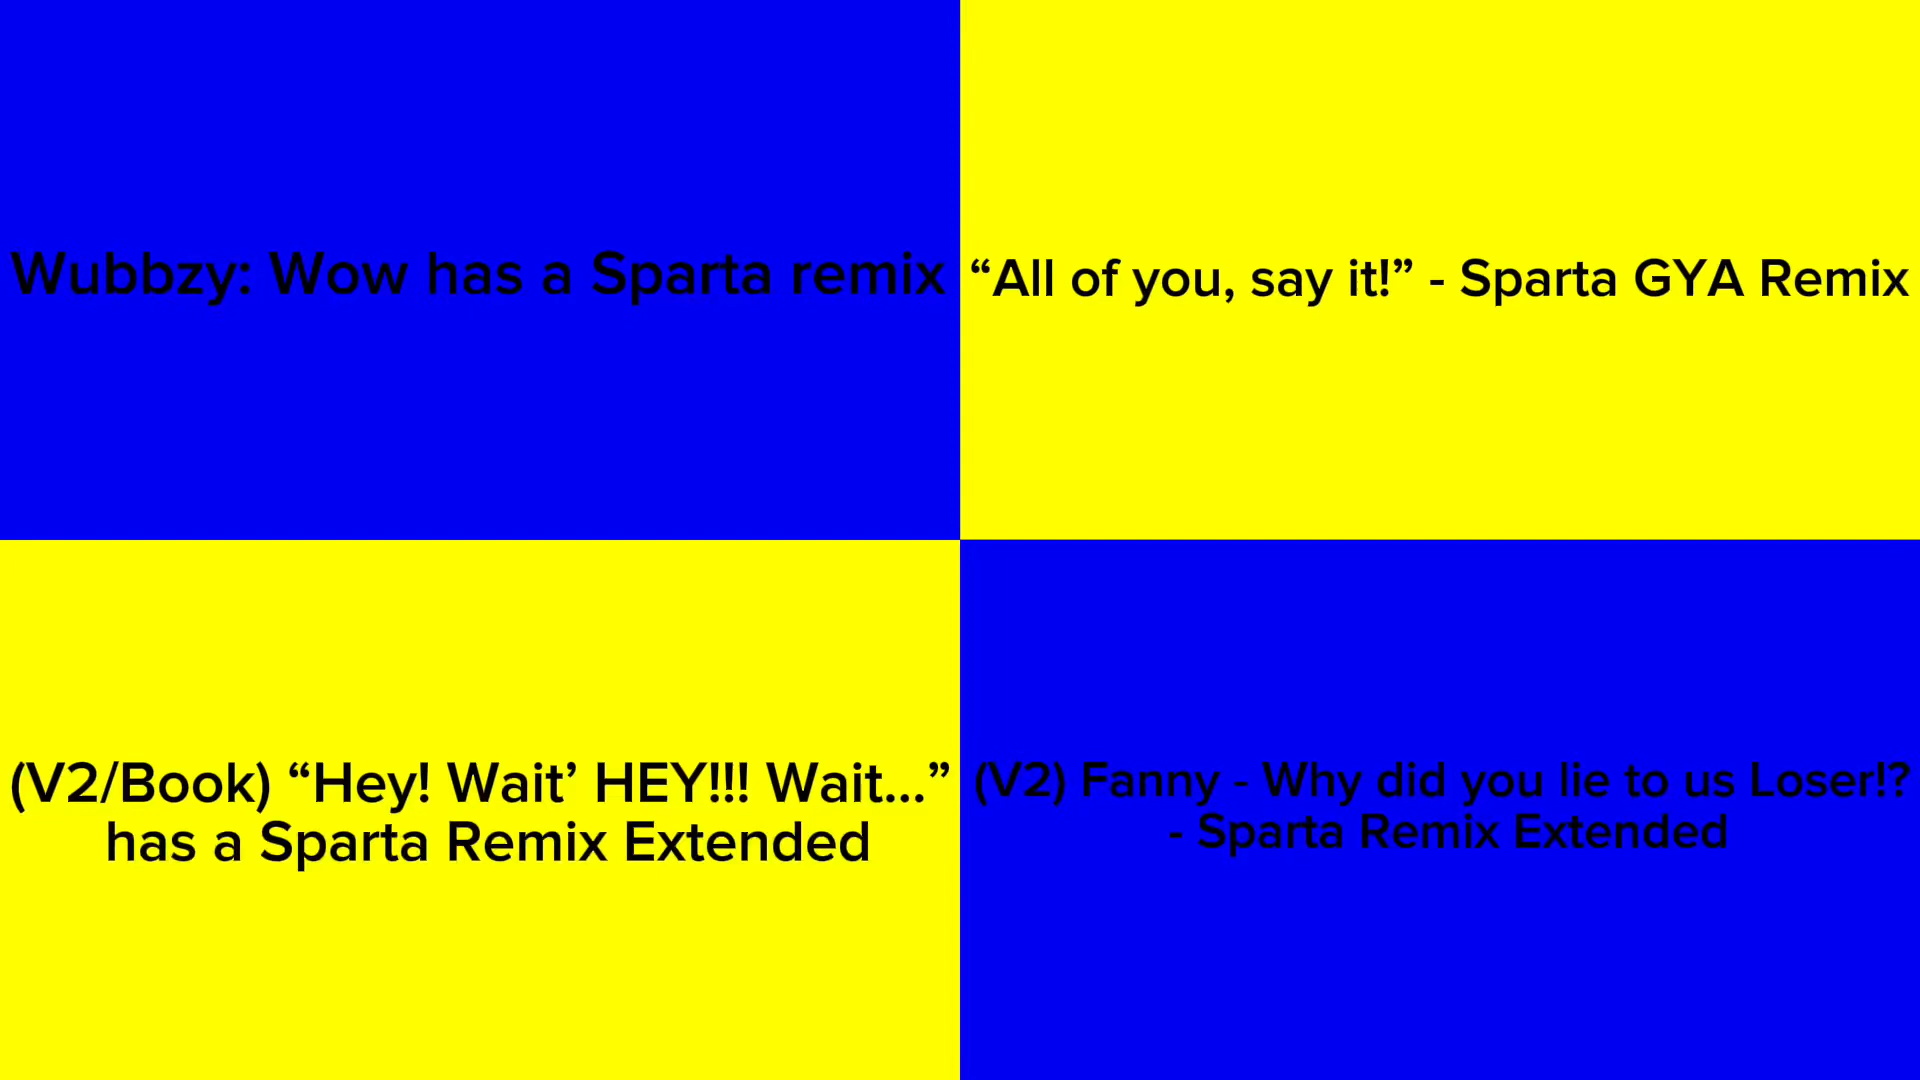 Wubbzy: Wow has a Sparta remix
“All of you, say it!” - Sparta GYA Remix
(V2/Book) “Hey! Wait’ HEY!!! Wait...”
has a Sparta Remix Extended
(V2) Fanny - Why did you lie to us Loser!?
- Sparta Remix Extended